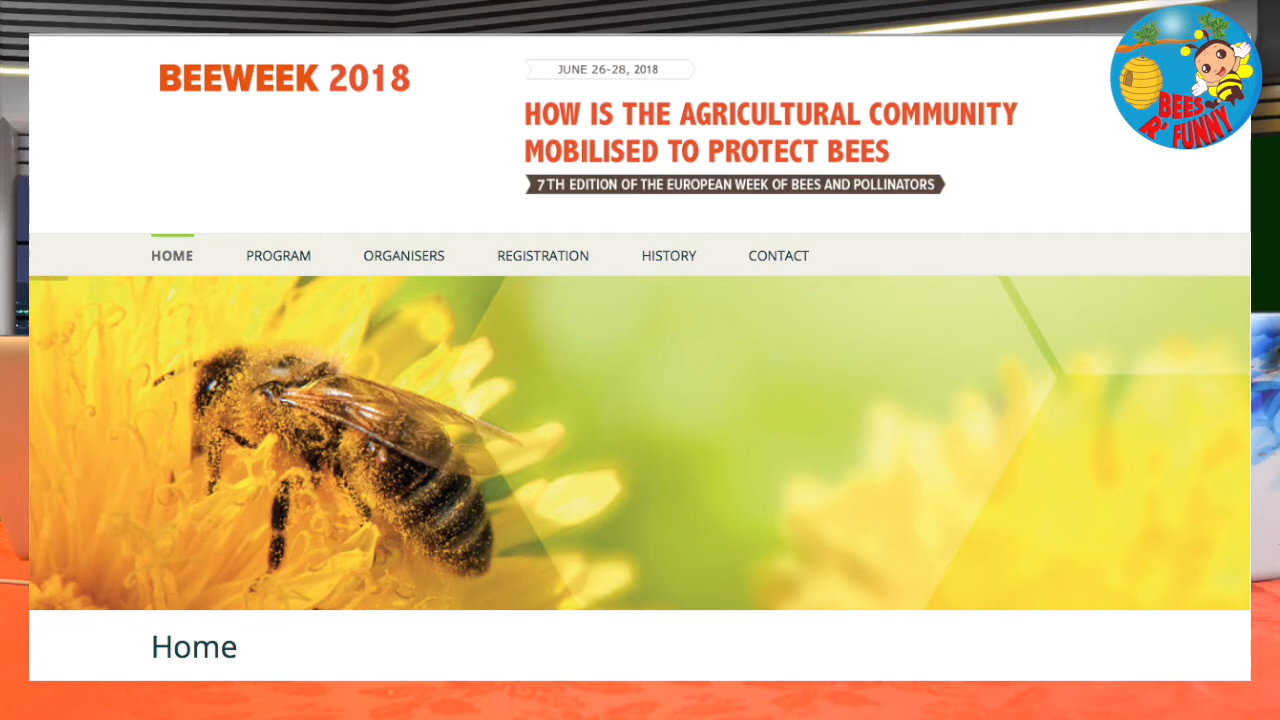 BEEWEEK 2018
JUNE 26-28, 2018
HOW IS THE AGRICULTURAL COMMUNITY
MOBILISED TO PROTECT BEES
7TH EDITION OF THE EUROPEAN WEEK OF BEES AND POLLINATORS
BEES
R' FUNNY
HOME PROGRAM ORGANISERS REGISTRATION HISTORY CONTACT
Home